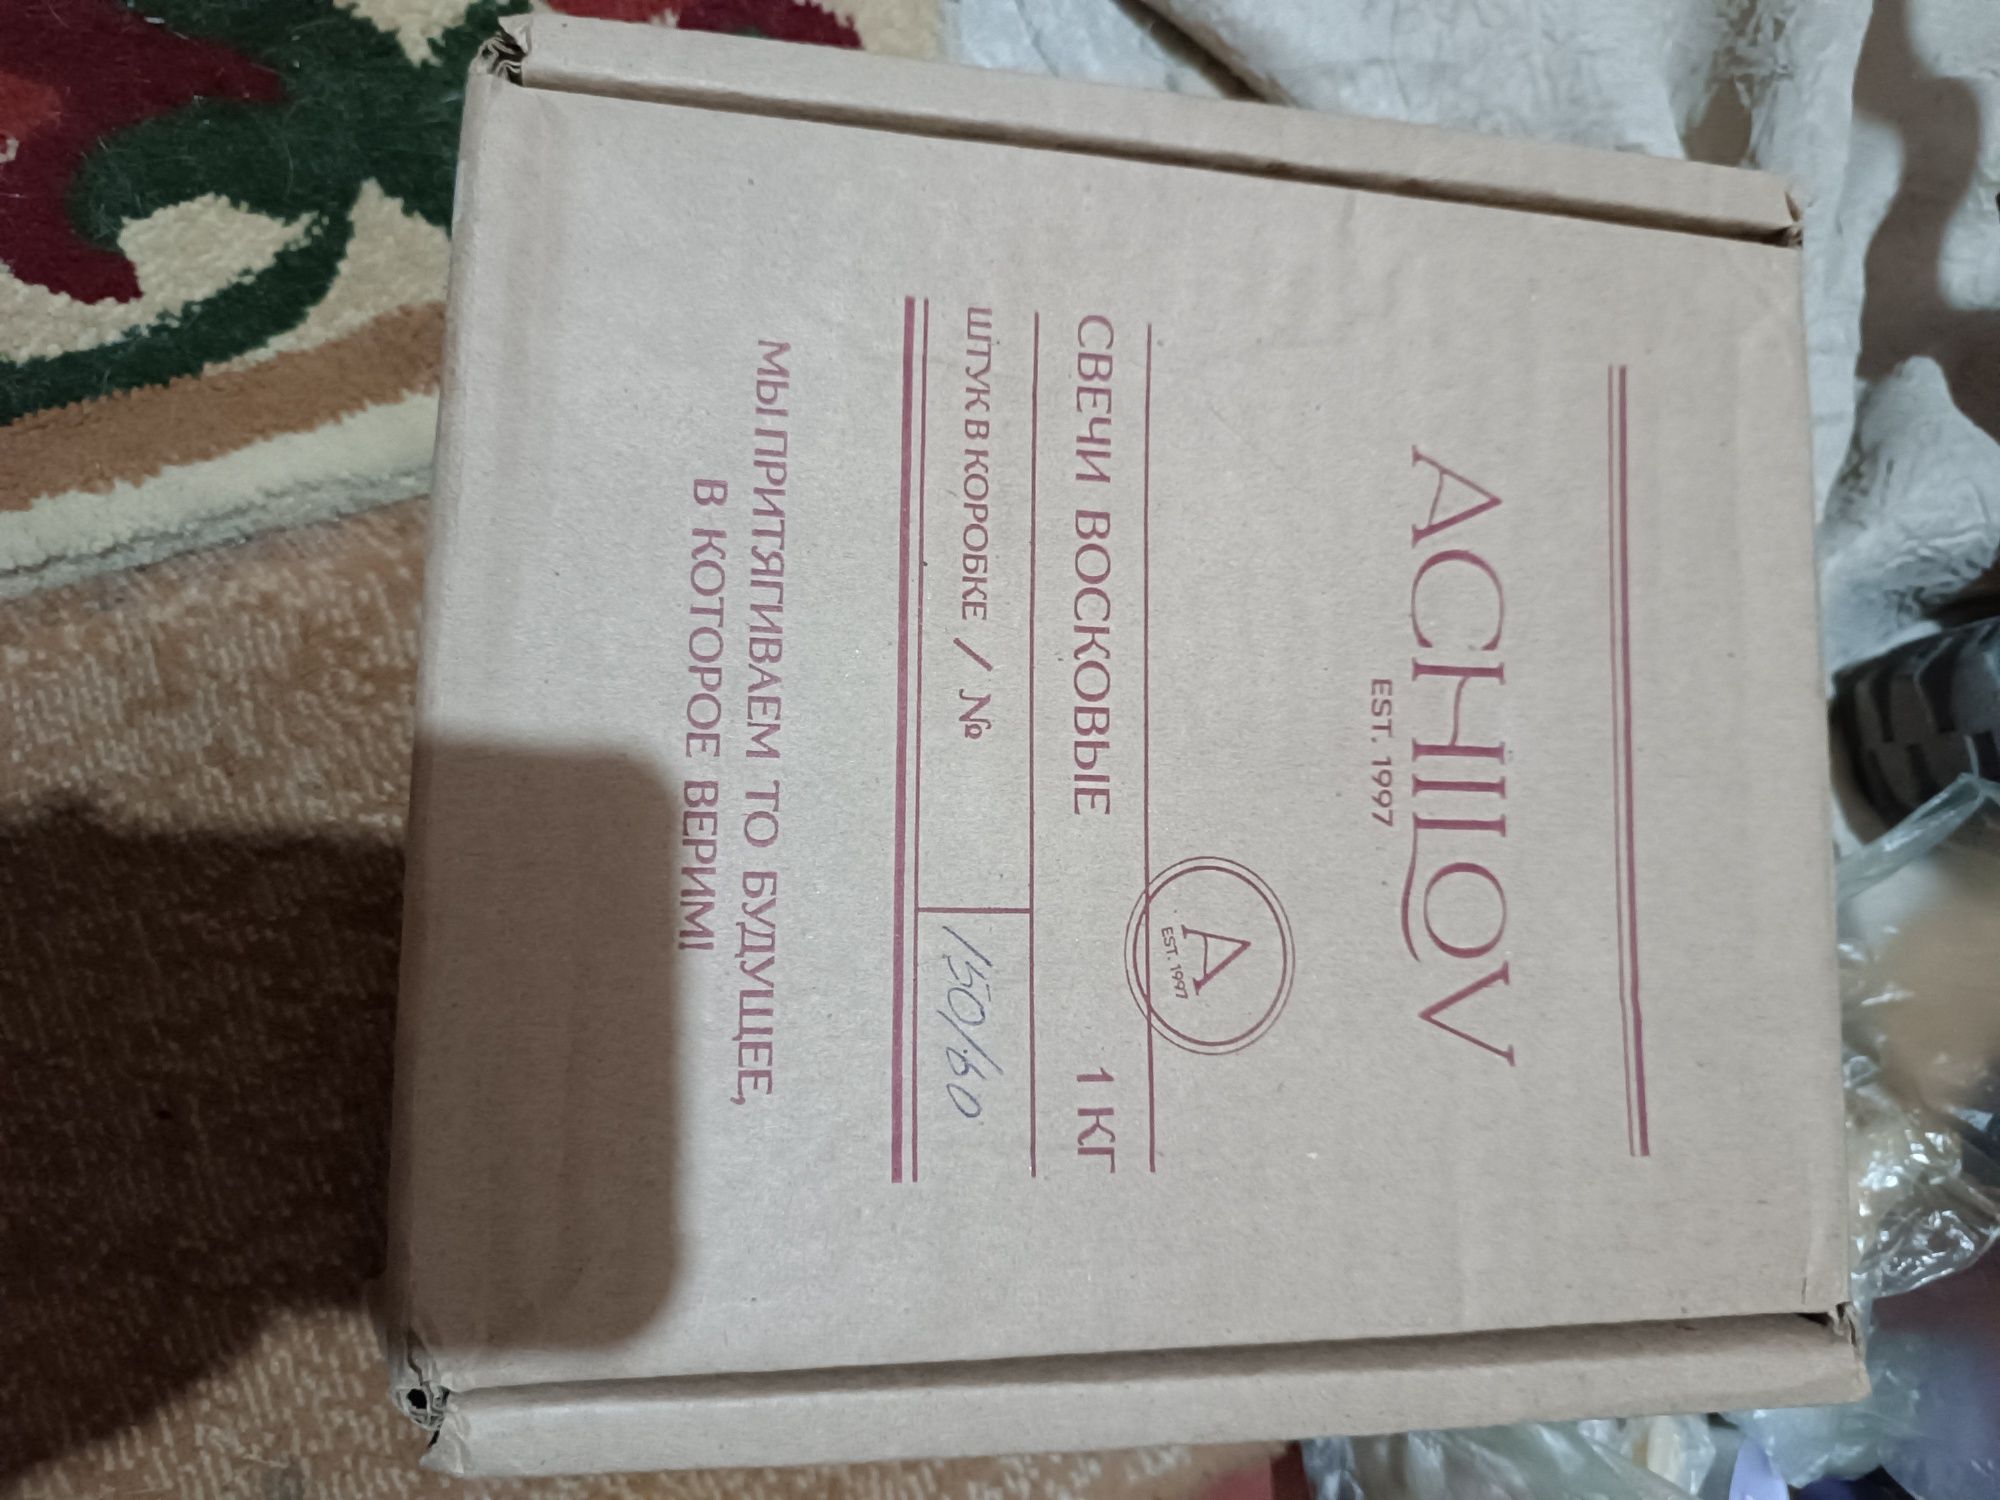 ACHILOV
EST. 1997
A
EST. 1997
СВЕЧИ ВОСКОВЫЕ 1 КГ
ШТУК В КОРОБКЕ / № 150/60
МЫ ПРИТЯГИВАЕМ ТО БУДУЩЕЕ,
В КОТОРОЕ ВЕРИМ!